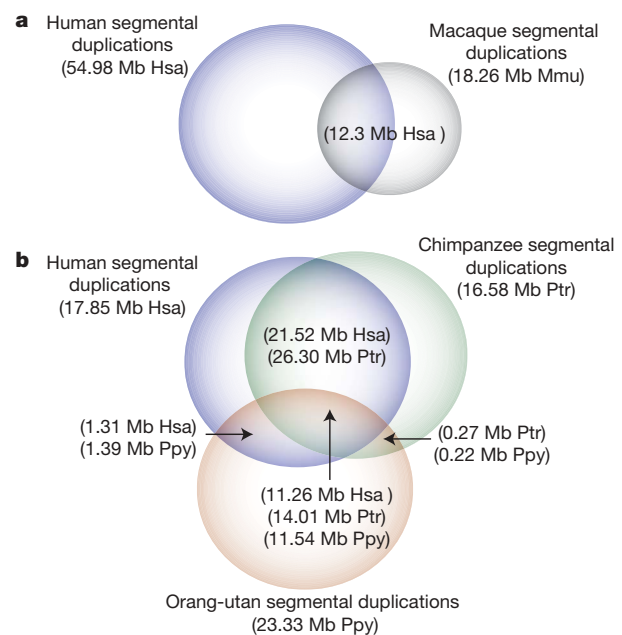 a
Human segmental
duplications
(54.98 Mb Hsa)
Macaque segmental
duplications
(18.26 Mb Mmu)
(12.3 Mb Hsa )
b
Human segmental
duplications
(17.85 Mb Hsa)
Chimpanzee segmental
duplications
(16.58 Mb Ptr)
(21.52 Mb Hsa)
(26.30 Mb Ptr)
(1.31 Mb Hsa)
(1.39 Mb Ppy)
(0.27 Mb Ptr)
(0.22 Mb Ppy)
(11.26 Mb Hsa )
(14.01 Mb Ptr)
(11.54 Mb Ppy)
Orang-utan segmental duplications
(23.33 Mb Ppy)